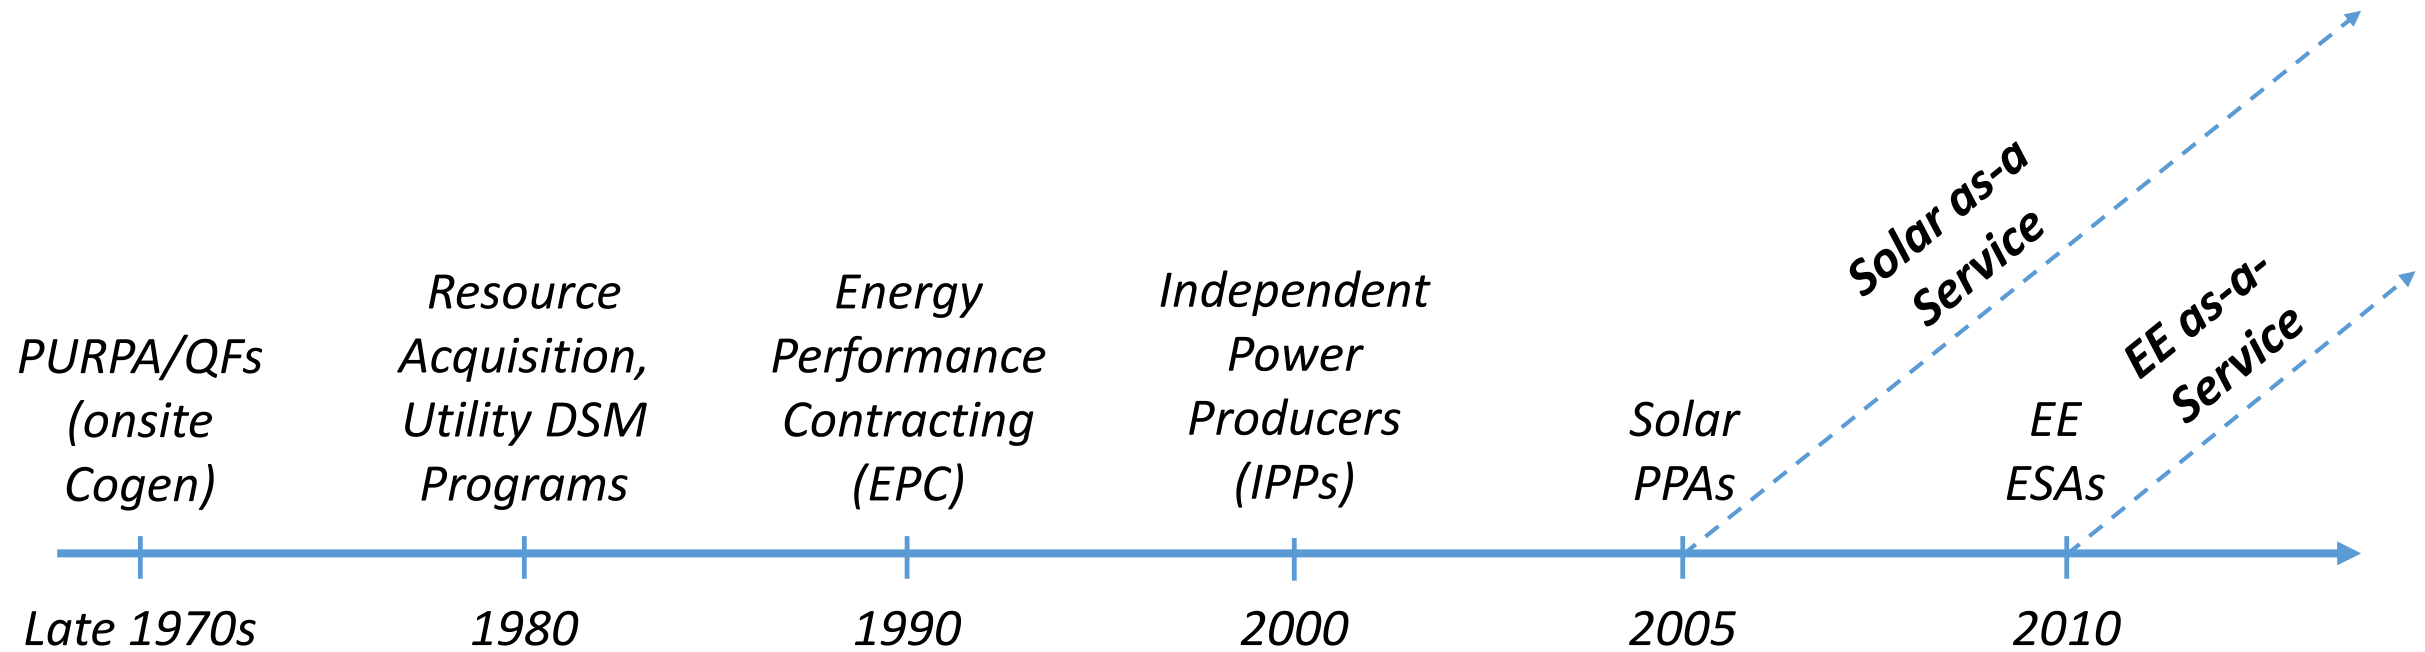 PURPA/QFs
(onsite
Cogen)
Resource
Acquisition,
Utility DSM
Programs
Energy
Performance
Contracting
(EPC)
Independent
Power
Producers
(IPPs)
Solar
PPAs
EE
ESAs
Solar as-a
Service
EE as-a-
Service
Late 1970s
1980
1990
2000
2005
2010